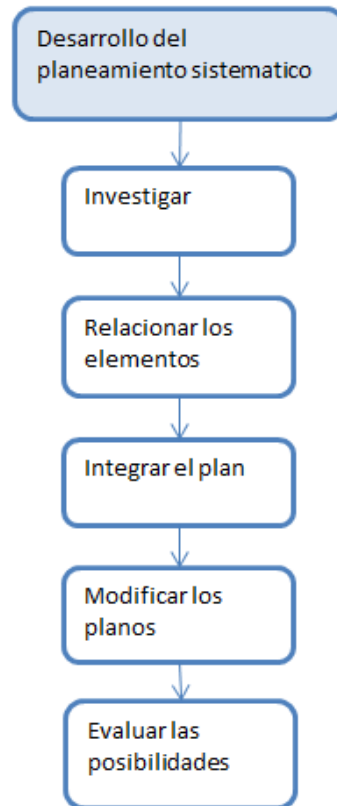 Desarrollo del
planeamiento sistematico
Investigar
Relacionar los
elementos
Integrar el plan
Modificar los
planos
Evaluar las
posibilidades